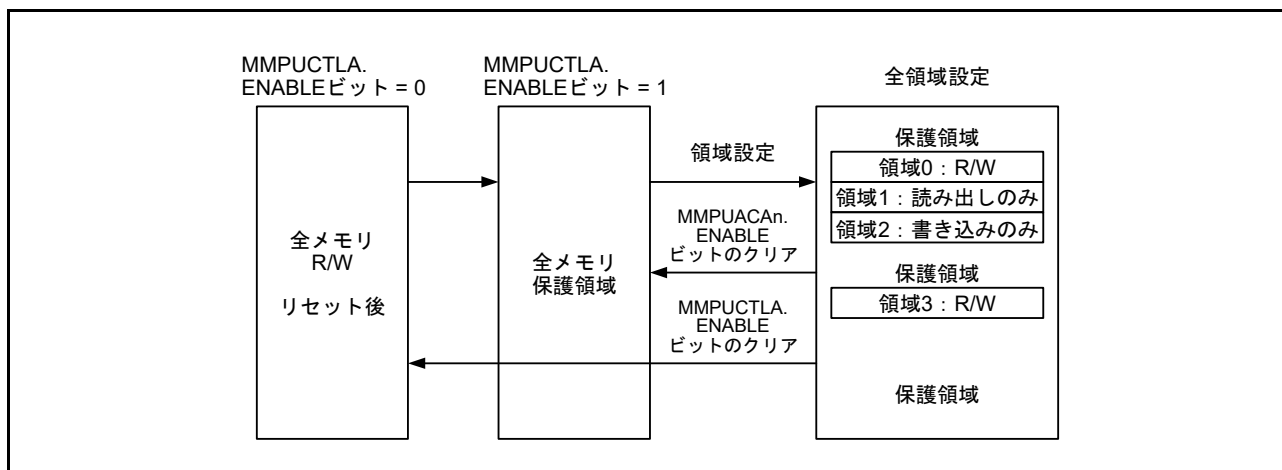 MMPUCTLA.
ENABLEビット = 0
MMPUCTLA.
ENABLEビット = 1
全領域設定
全メモリ
R/W
リセット後
全メモリ
保護領域
領域設定
MMPUACAn.
ENABLE
ビットのクリア
MMPUCTLA.
ENABLE
ビットのクリア
保護領域
領域0：R/W
領域1：読み出しのみ
領域2：書き込みのみ
保護領域
領域3：R/W
保護領域